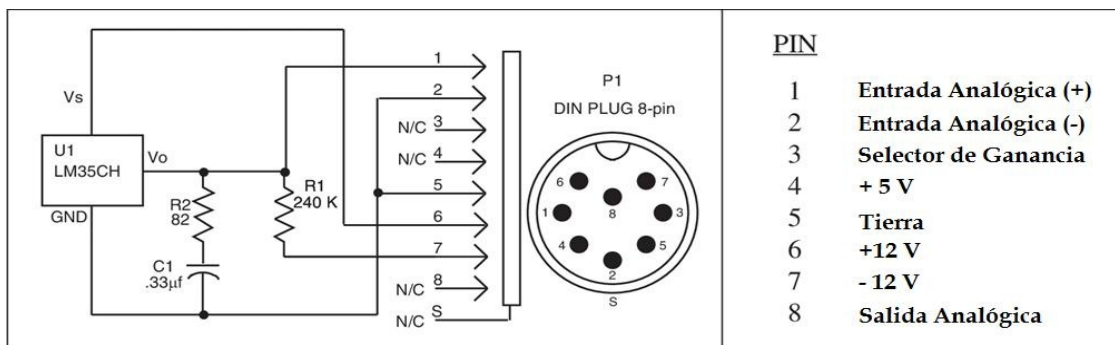 Vs
U1
LM35CH
Vo
GND
R2
82
C1
.33µf
R1
240 K
1
2
N/C 3
N/C 4
5
6
7
N/C 8
N/C S
P1
DIN PLUG 8-pin
6
7
8
1
3
4
5
2
S
PIN
1 Entrada Analógica (+)
2 Entrada Analógica (-)
3 Selector de Ganancia
4 + 5 V
5 Tierra
6 +12 V
7 - 12 V
8 Salida Analógica